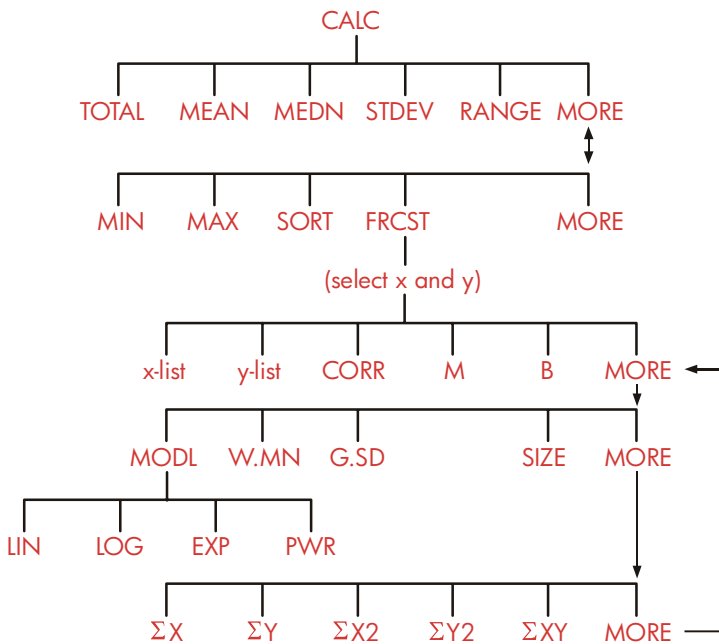 CALC
TOTAL MEAN MEDN STDEV RANGE MORE
MIN MAX SORT FRCST MORE
(select x and y)
x-list y-list CORR M B MORE
MODL W.MN G.SD SIZE MORE
LIN LOG EXP PWR
ΣX ΣY ΣX2 ΣY2 ΣXY MORE